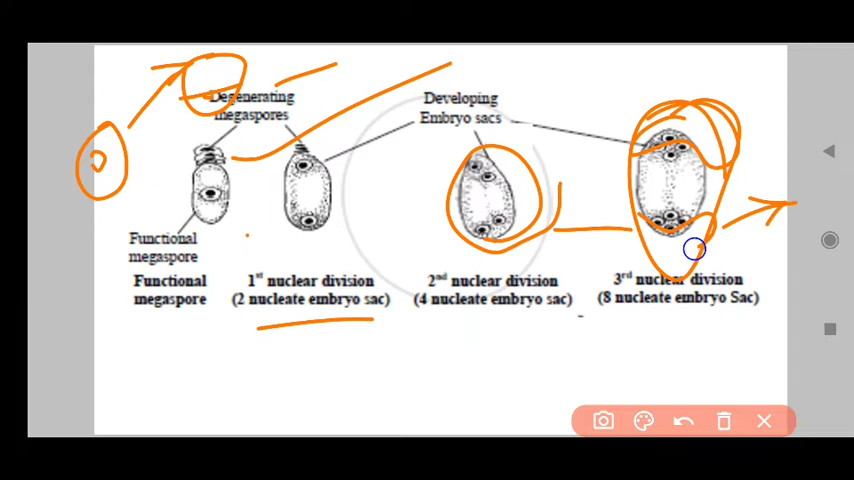 Degenerating
megaspores
Developing
Embryo sacs
Functional
megaspore
Functional
megaspore
1st nuclear division
(2 nucleate embryo sac)
2nd nuclear division
(4 nucleate embryo sac)
3rd nuclear division
(8 nucleate embryo Sac)